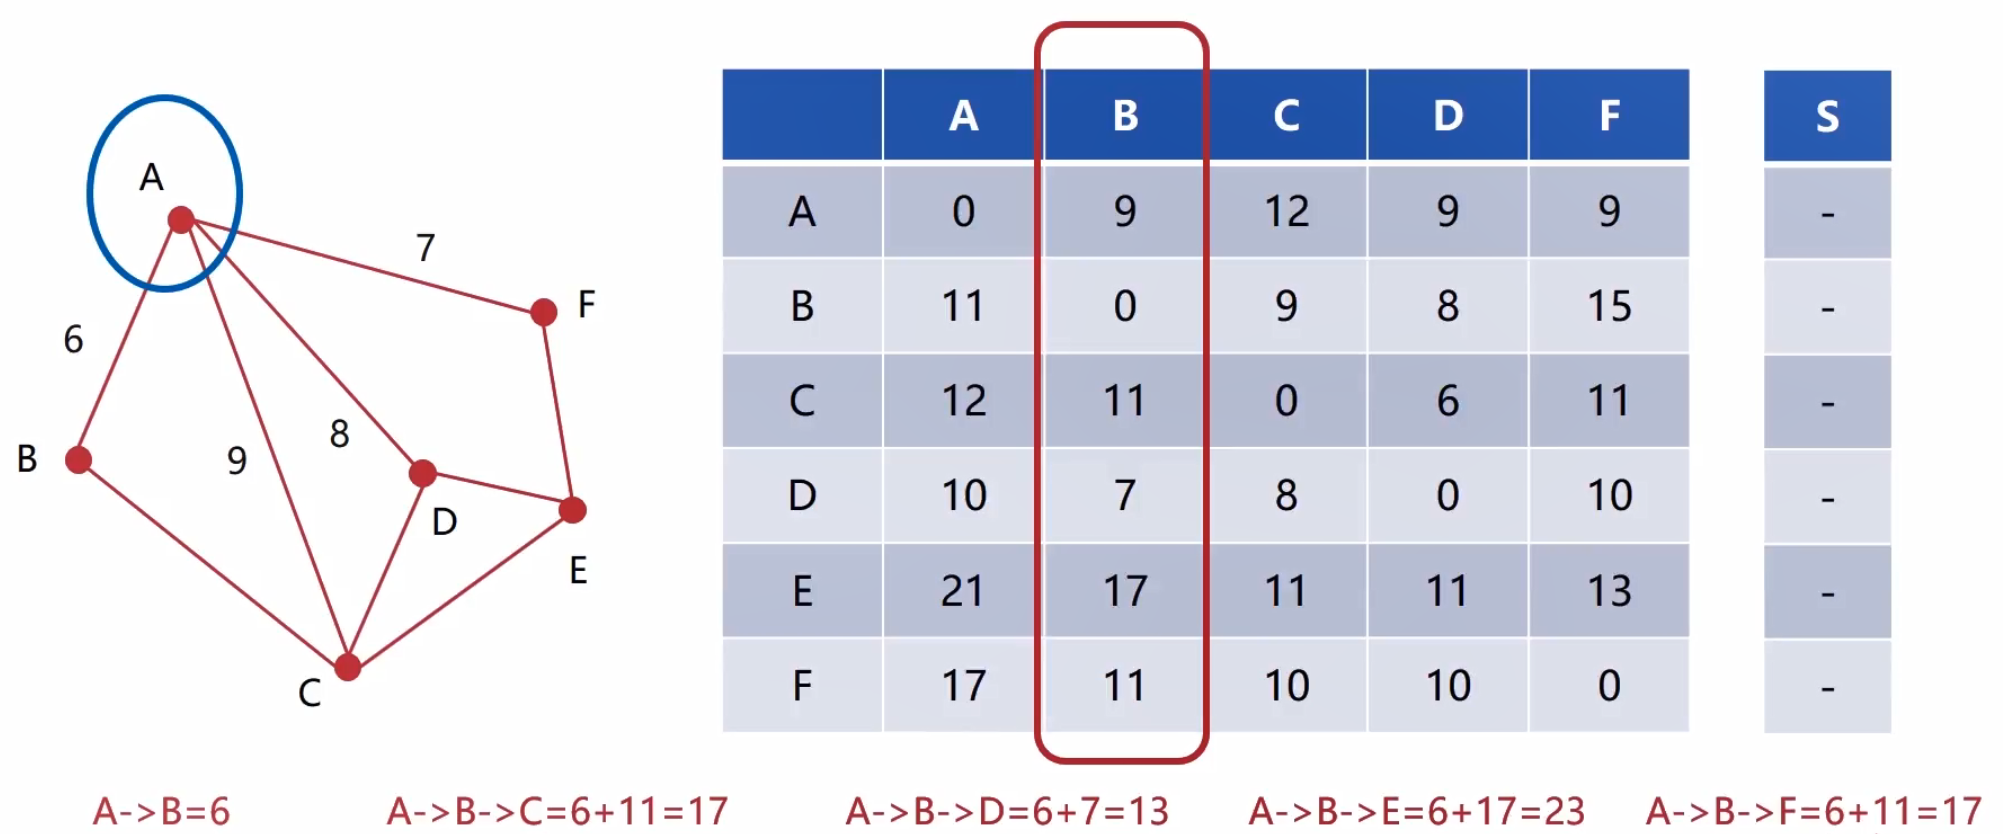 A
7
F
6
8
9
B
D
E
C
A B C D F S
A 0 9 12 9 9 -
B 11 0 9 8 15 -
C 12 11 0 6 11 -
D 10 7 8 0 10 -
E 21 17 11 11 13 -
F 17 11 10 10 0 -
A->B=6 A->B->C=6+11=17 A->B->D=6+7=13 A->B->E=6+17=23 A->B->F=6+11=17